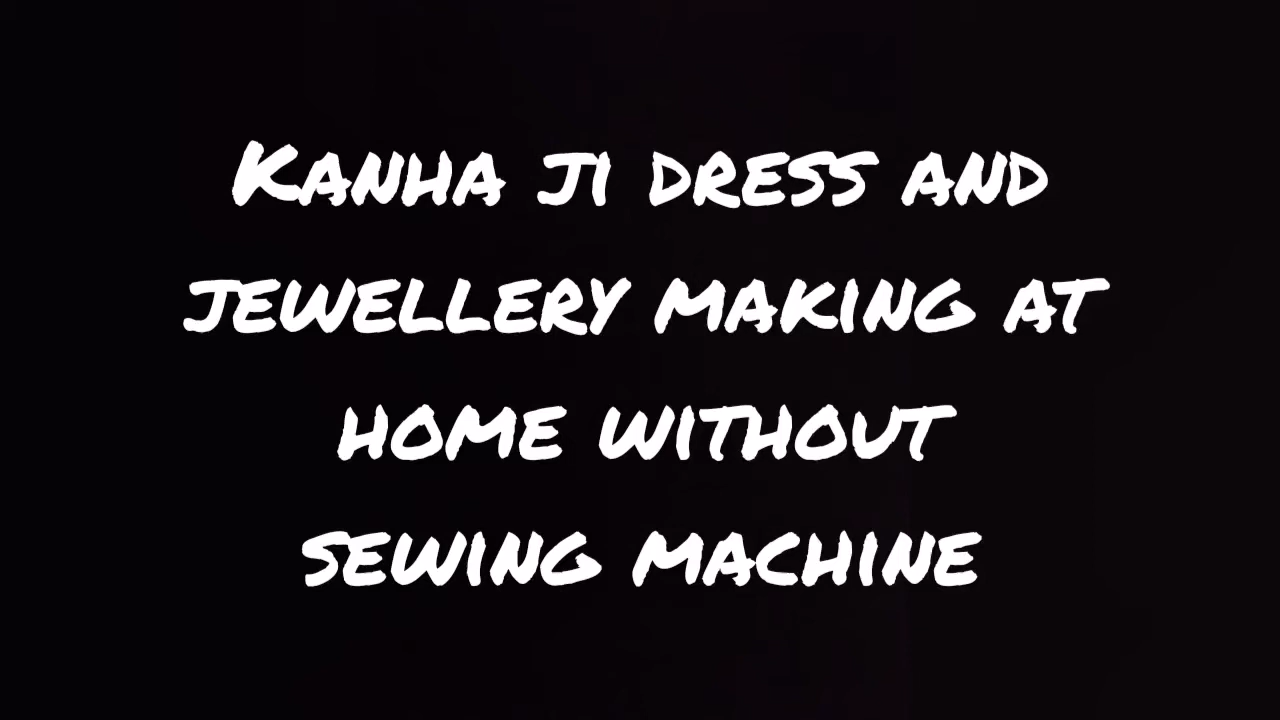 Kanha ji dress and
jewellery making at
home without
sewing machine